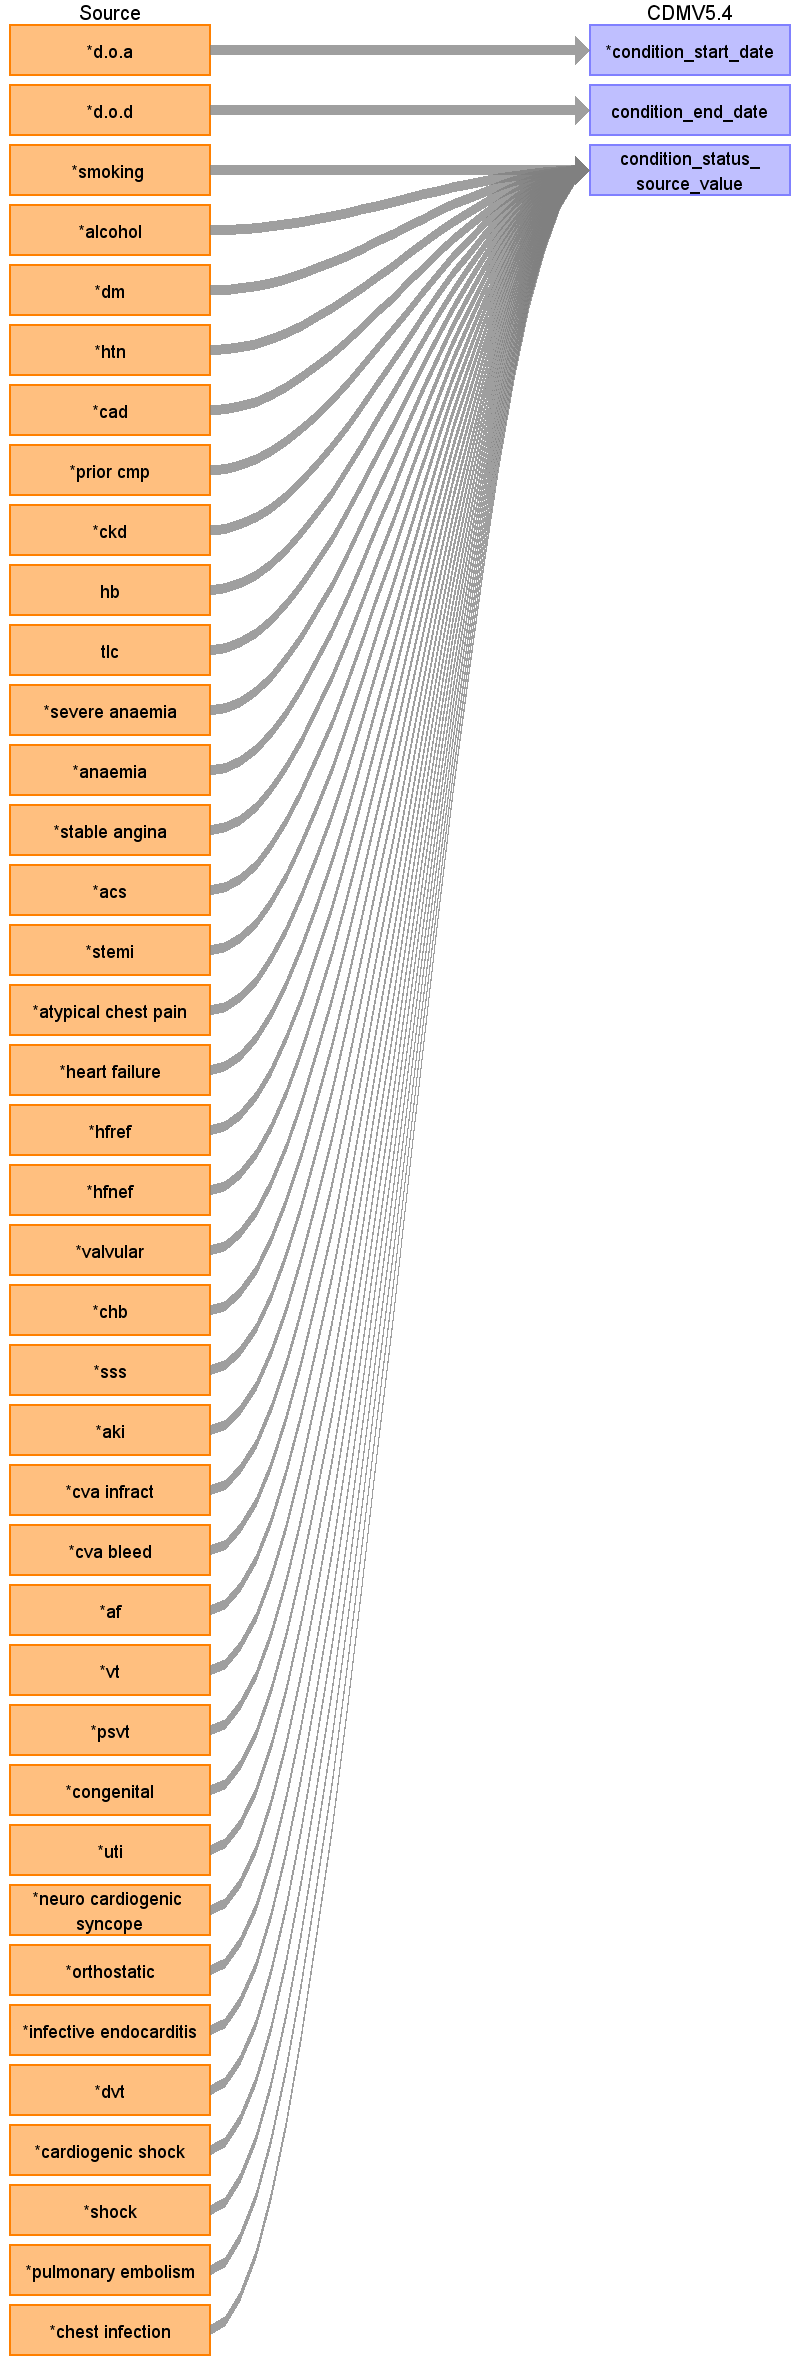 Source
CDMV5.4
*d.o.a
*condition_start_date
*d.o.d
condition_end_date
*smoking
condition_status_
source_value
*alcohol
*dm
*htn
*cad
*prior cmp
*ckd
hb
tlc
*severe anaemia
*anaemia
*stable angina
*acs
*stemi
*atypical chest pain
*heart failure
*hfref
*hfnef
*valvular
*chb
*sss
*aki
*cva infract
*cva bleed
*af
*vt
*psvt
*congenital
*uti
*neuro cardiogenic
syncope
*orthostatic
*infective endocarditis
*dvt
*cardiogenic shock
*shock
*pulmonary embolism
*chest infection